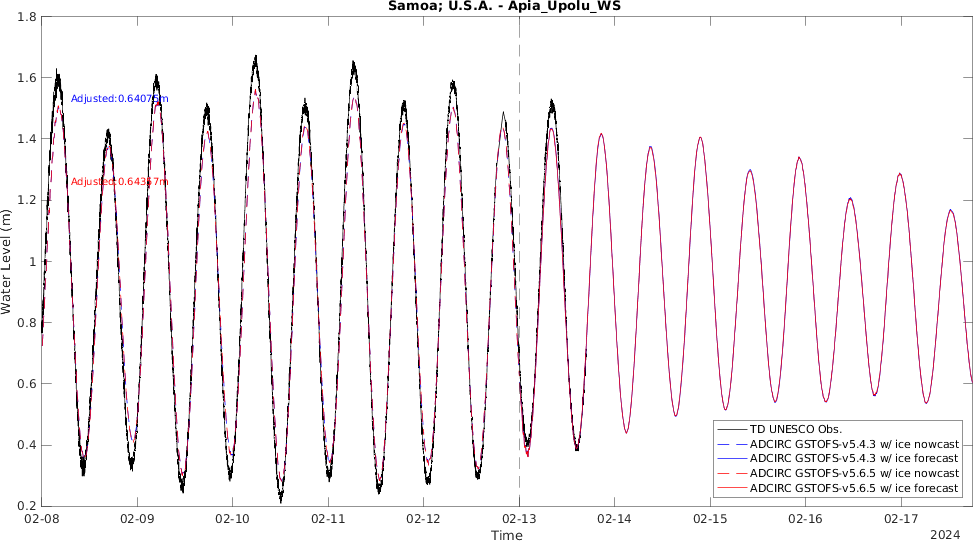 Samoa; U.S.A. - Apia_Upolu_WS
1.8
1.6
1.4
1.2
1
0.8
0.6
0.4
0.2
Water Level (m)
Adjusted:0.64075m
TD UNESCO Obs.
ADCIRC GSTOFS-v5.4.3 w/ ice nowcast
ADCIRC GSTOFS-v5.4.3 w/ ice forecast
ADCIRC GSTOFS-v5.6.5 w/ ice nowcast
ADCIRC GSTOFS-v5.6.5 w/ ice forecast
02-08
02-09
02-10
02-11
02-12
02-13
02-14
02-15
02-16
02-17
Time
2024